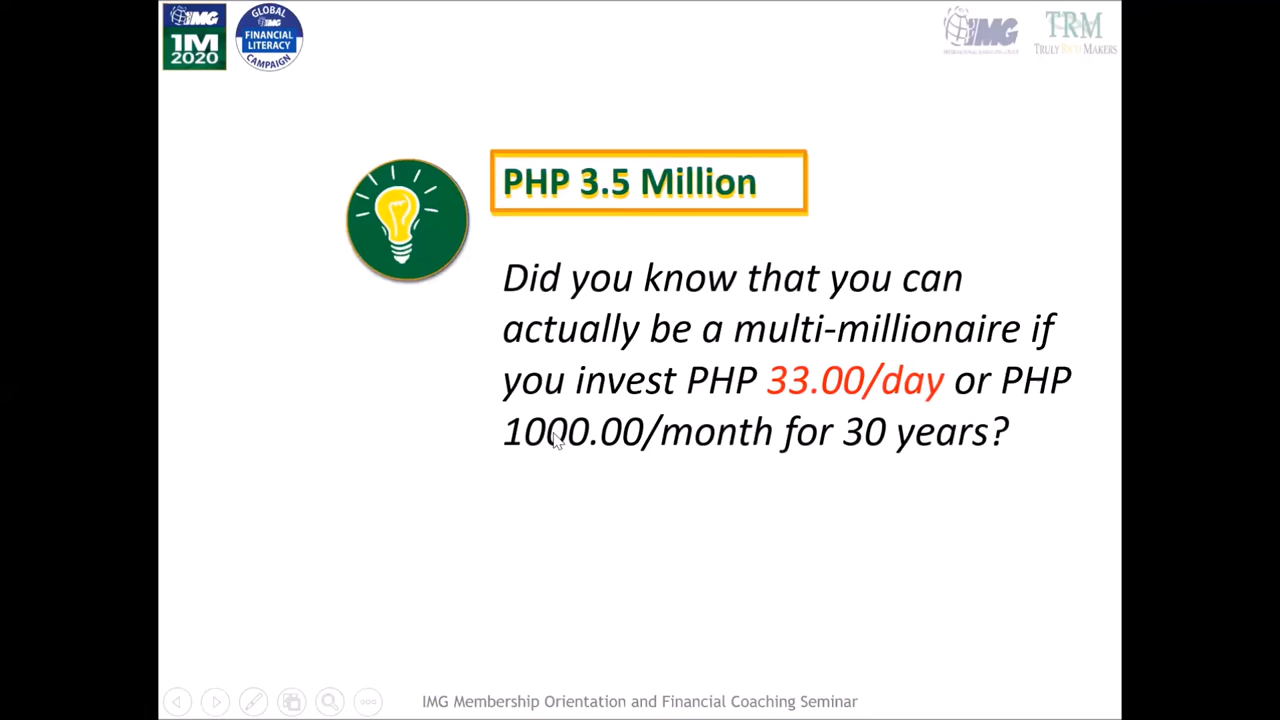 IMG
1M
2020
GLOBAL
IMG
FINANCIAL
LITERACY
CAMPAIGN
IMG
TRM
TRULY RICH MAKERS
PHP 3.5 Million
Did you know that you can
actually be a multi-millionaire if
you invest PHP 33.00/day or PHP
1000.00/month for 30 years?
IMG Membership Orientation and Financial Coaching Seminar